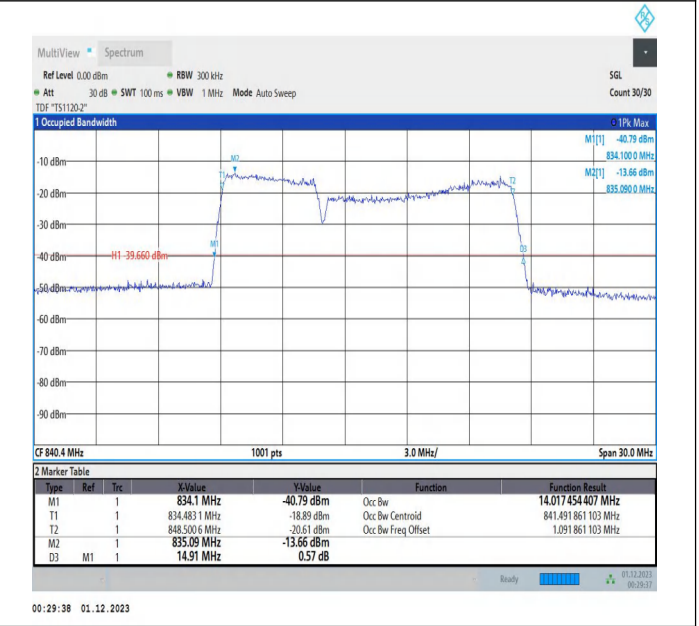 R S
MultiView Spectrum
Ref Level 0.00 dBm RBW 300 kHz SGL
Att 30 dB SWT 100 ms VBW 1 MHz Mode Auto Sweep Count 30/30
TDF "TS1120-2"
1 Occupied Bandwidth 1Pk Max
M1[1] -40.79 dBm
834.100 0 MHz
M2[1] -13.66 dBm
835.090 0 MHz
M2
-10 dBm
T1 T2
-20 dBm
-30 dBm
M1 D3
-40 dBm H1 -39.660 dBm
-50 dBm
-60 dBm
-70 dBm
-80 dBm
-90 dBm
CF 840.4 MHz 1001 pts 3.0 MHz/ Span 30.0 MHz
2 Marker Table
Type Ref Trc X-Value Y-Value Function Function Result
M1 1 834.1 MHz -40.79 dBm Occ Bw 14.017 454 407 MHz
T1 1 834.483 1 MHz -18.89 dBm Occ Bw Centroid 841.491 861 103 MHz
T2 1 848.500 6 MHz -20.61 dBm Occ Bw Freq Offset 1.091 861 103 MHz
M2 1 835.09 MHz -13.66 dBm
D3 M1 1 14.91 MHz 0.57 dB
Ready 01.12.2023
00:29:37
00:29:38 01.12.2023